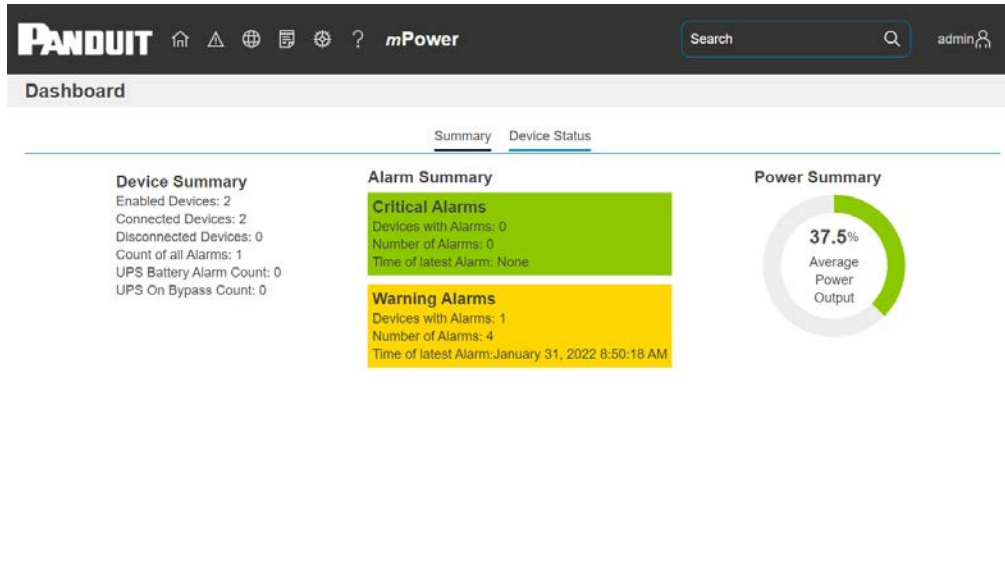 PANDUIT ? mPower Search admin
Dashboard
Summary Device Status
Device Summary
Enabled Devices: 2
Connected Devices: 2
Disconnected Devices: 0
Count of all Alarms: 1
UPS Battery Alarm Count: 0
UPS On Bypass Count: 0
Alarm Summary
Critical Alarms
Devices with Alarms: 0
Number of Alarms: 0
Time of latest Alarm: None
Warning Alarms
Devices with Alarms: 1
Number of Alarms: 4
Time of latest Alarm:January 31, 2022 8:50:18 AM
Power Summary
37.5%
Average
Power
Output